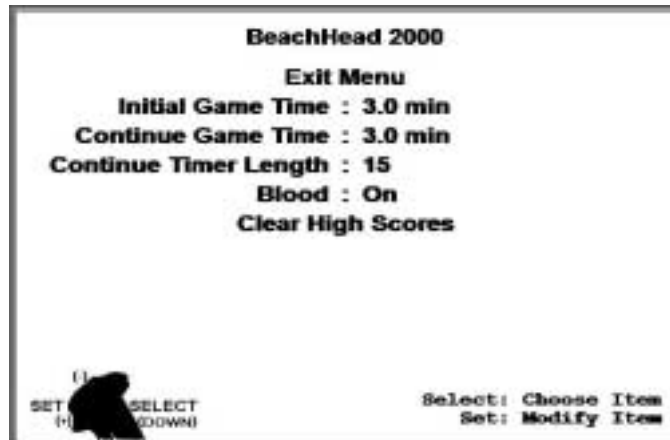 BeachHead 2000
Exit Menu
Initial Game Time : 3.0 min
Continue Game Time : 3.0 min
Continue Timer Length : 15
Blood : On
Clear High Scores
(-)
SET SELECT
(+) (DOWN)
Select: Choose Item
Set: Modify Item